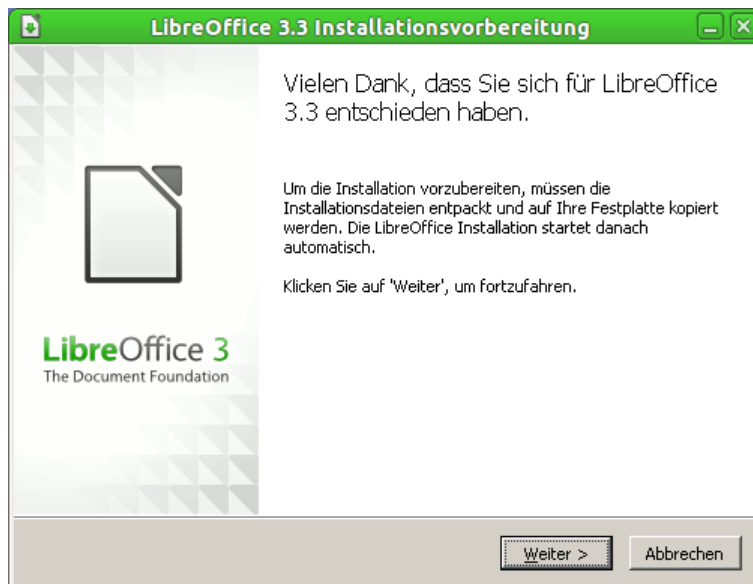 LibreOffice 3.3 Installationsvorbereitung
Vielen Dank, dass Sie sich für LibreOffice
3.3 entschieden haben.
Um die Installation vorzubereiten, müssen die
Installationsdateien entpackt und auf Ihre Festplatte kopiert
werden. Die LibreOffice Installation startet danach
automatisch.
Klicken Sie auf 'Weiter', um fortzufahren.
LibreOffice 3
The Document Foundation
Weiter >
Abbrechen